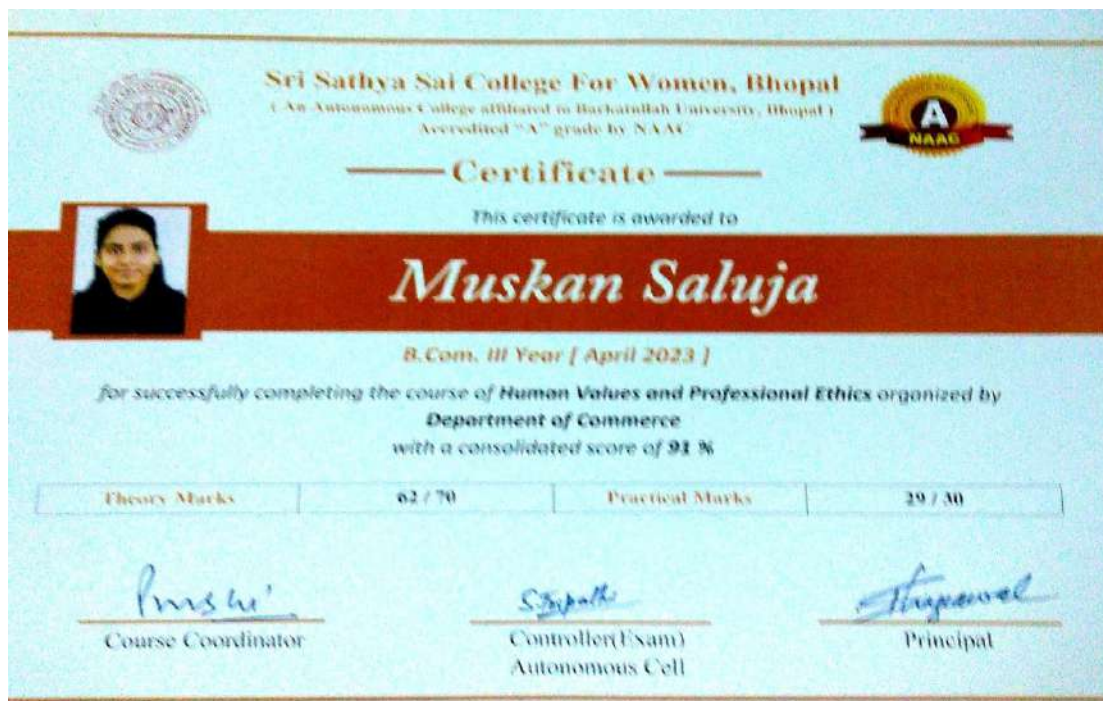 Sri Sathya Sai College For Women, Bhopal
( An Autonomous College affiliated to Barkatullah University, Bhopal )
Accredited "A" grade by NAAC
A
NAAC
Certificate
This certificate is awarded to
Muskan Saluja
B.Com. III Year [ April 2023 ]
for successfully completing the course of Human Values and Professional Ethics organized by
Department of Commerce
with a consolidated score of 91 %
Theory Marks 62 / 70 Practical Marks 29 / 30
Course Coordinator
Controller(Exam)
Autonomous Cell
Principal